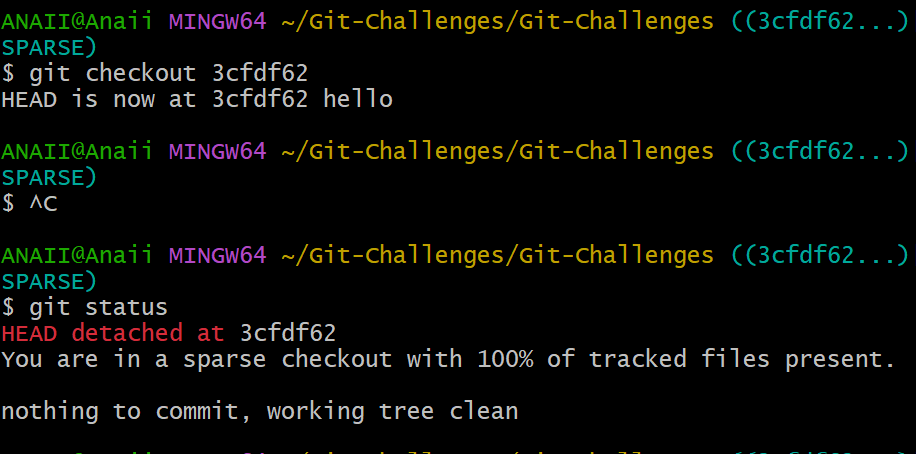 ANAII@Anaii MINGW64 ~/Git-Challenges/Git-Challenges ((3cfdf62...)
SPARSE)
$ git checkout 3cfdf62
HEAD is now at 3cfdf62 hello
ANAII@Anaii MINGW64 ~/Git-Challenges/Git-Challenges ((3cfdf62...)
SPARSE)
$ ^C
ANAII@Anaii MINGW64 ~/Git-Challenges/Git-Challenges ((3cfdf62...)
SPARSE)
$ git status
HEAD detached at 3cfdf62
You are in a sparse checkout with 100% of tracked files present.
nothing to commit, working tree clean